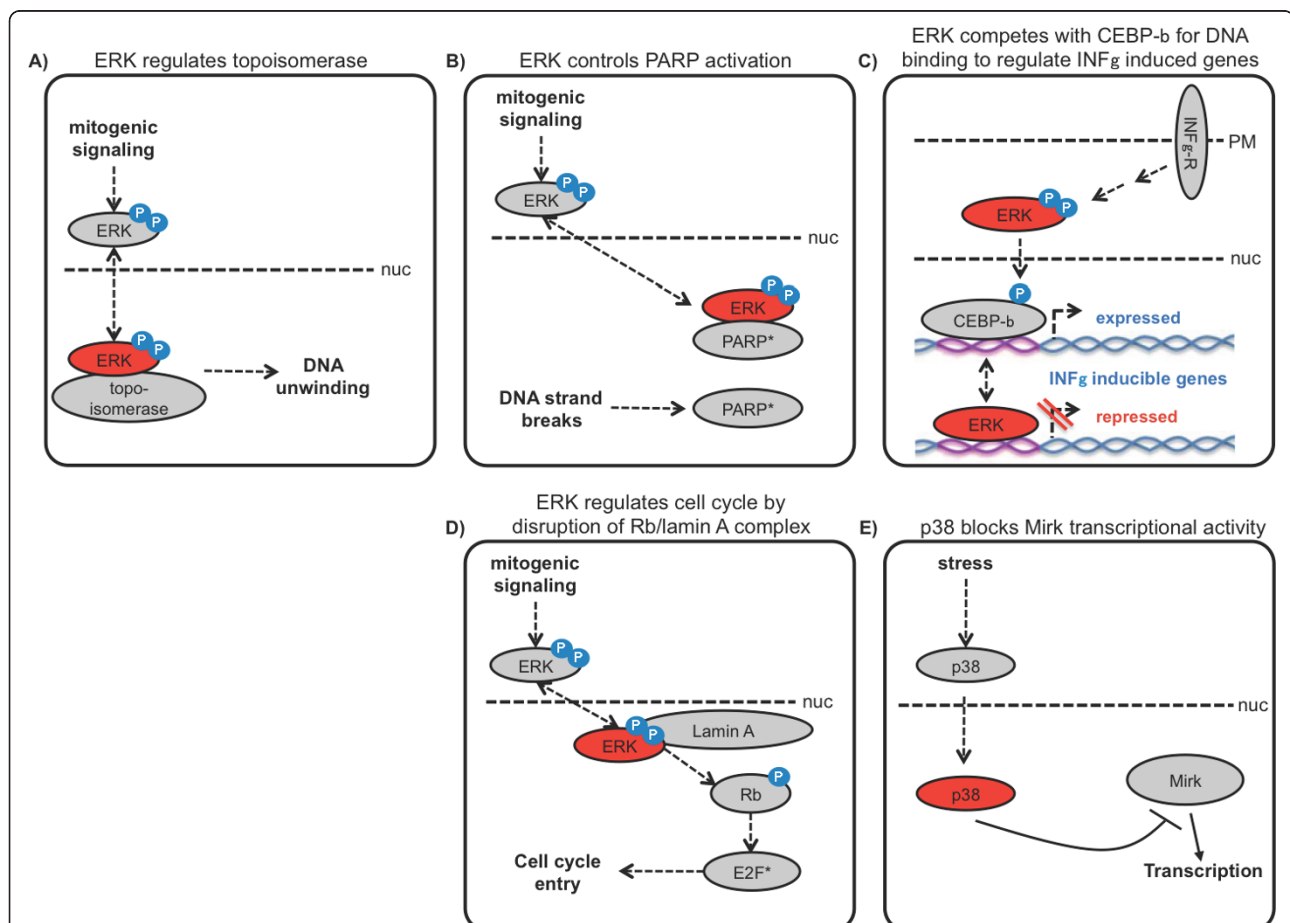 A) ERK regulates topoisomerase
mitogenic
signaling
P
P
ERK
nuc
P
P
ERK
topo-
isomerase
DNA
unwinding
B) ERK controls PARP activation
mitogenic
signaling
P
P
ERK
nuc
P
P
ERK
PARP*
DNA strand
breaks
PARP*
ERK competes with CEBP-b for DNA
C) binding to regulate INFg induced genes
INFg-R
PM
P
P
ERK
nuc
P
CEBP-b
expressed
INFg inducible genes
ERK
repressed
ERK regulates cell cycle by
D) disruption of Rb/lamin A complex
mitogenic
signaling
P
P
ERK
nuc
P
P
ERK
Lamin A
P
Rb
Cell cycle
entry
E2F*
E) p38 blocks Mirk transcriptional activity
stress
p38
nuc
p38
Mirk
Transcription